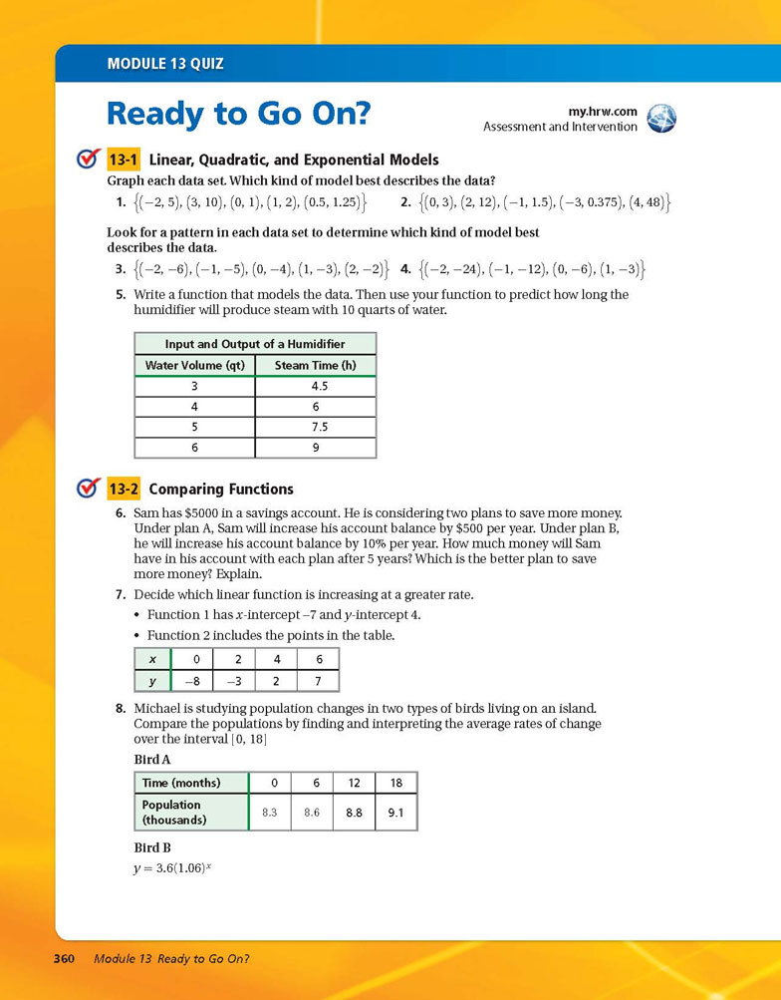 MODULE 13 QUIZ
Ready to Go On?
my.hrw.com
Assessment and Intervention
13-1 Linear, Quadratic, and Exponential Models
Graph each data set. Which kind of model best describes the data?
1. {(−2, 5), (3, 10), (0, 1), (1, 2), (0.5, 1.25)} 2. {(0, 3), (2, 12), (−1, 1.5), (−3, 0.375), (4, 48)}
Look for a pattern in each data set to determine which kind of model best
describes the data.
3. {(−2, −6), (−1, −5), (0, −4), (1, −3), (2, −2)} 4. {(−2, −24), (−1, −12), (0, −6), (1, −3)}
5. Write a function that models the data. Then use your function to predict how long the
humidifier will produce steam with 10 quarts of water.
Input and Output of a Humidifier
Water Volume (qt) Steam Time (h)
3 4.5
4 6
5 7.5
6 9
13-2 Comparing Functions
6. Sam has $5000 in a savings account. He is considering two plans to save more money.
Under plan A, Sam will increase his account balance by $500 per year. Under plan B,
he will increase his account balance by 10% per year. How much money will Sam
have in his account with each plan after 5 years? Which is the better plan to save
more money? Explain.
7. Decide which linear function is increasing at a greater rate.
• Function 1 has x-intercept –7 and y-intercept 4.
• Function 2 includes the points in the table.
x 0 2 4 6
y −8 −3 2 7
8. Michael is studying population changes in two types of birds living on an island.
Compare the populations by finding and interpreting the average rates of change
over the interval [0, 18]
Bird A
Time (months) 0 6 12 18
Population
(thousands) 8.3 8.6 8.8 9.1
Bird B
y = 3.6(1.06)ˣ
360 Module 13 Ready to Go On?